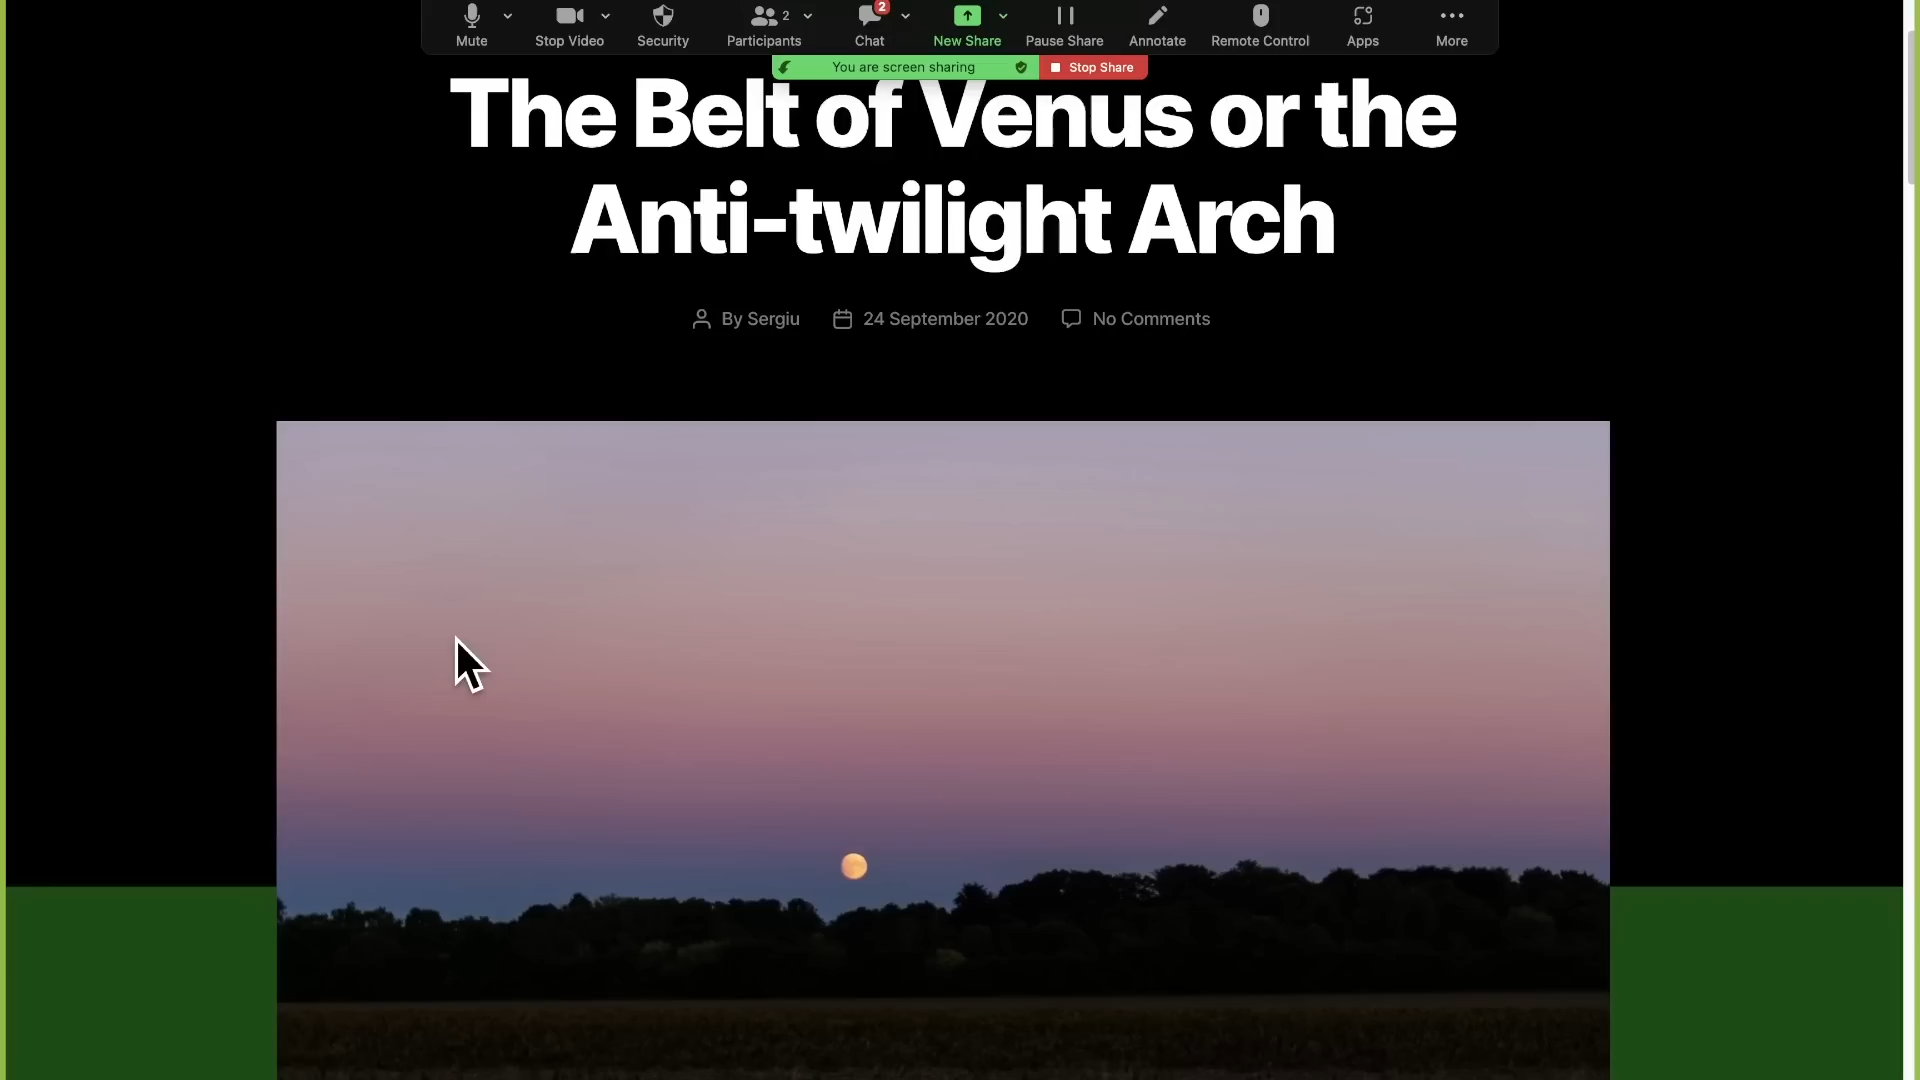 2
2
Mute Stop Video Security Participants Chat New Share Pause Share Annotate Remote Control Apps More
You are screen sharing Stop Share
The Belt of Venus or the
Anti-twilight Arch
By Sergiu 24 September 2020 No Comments